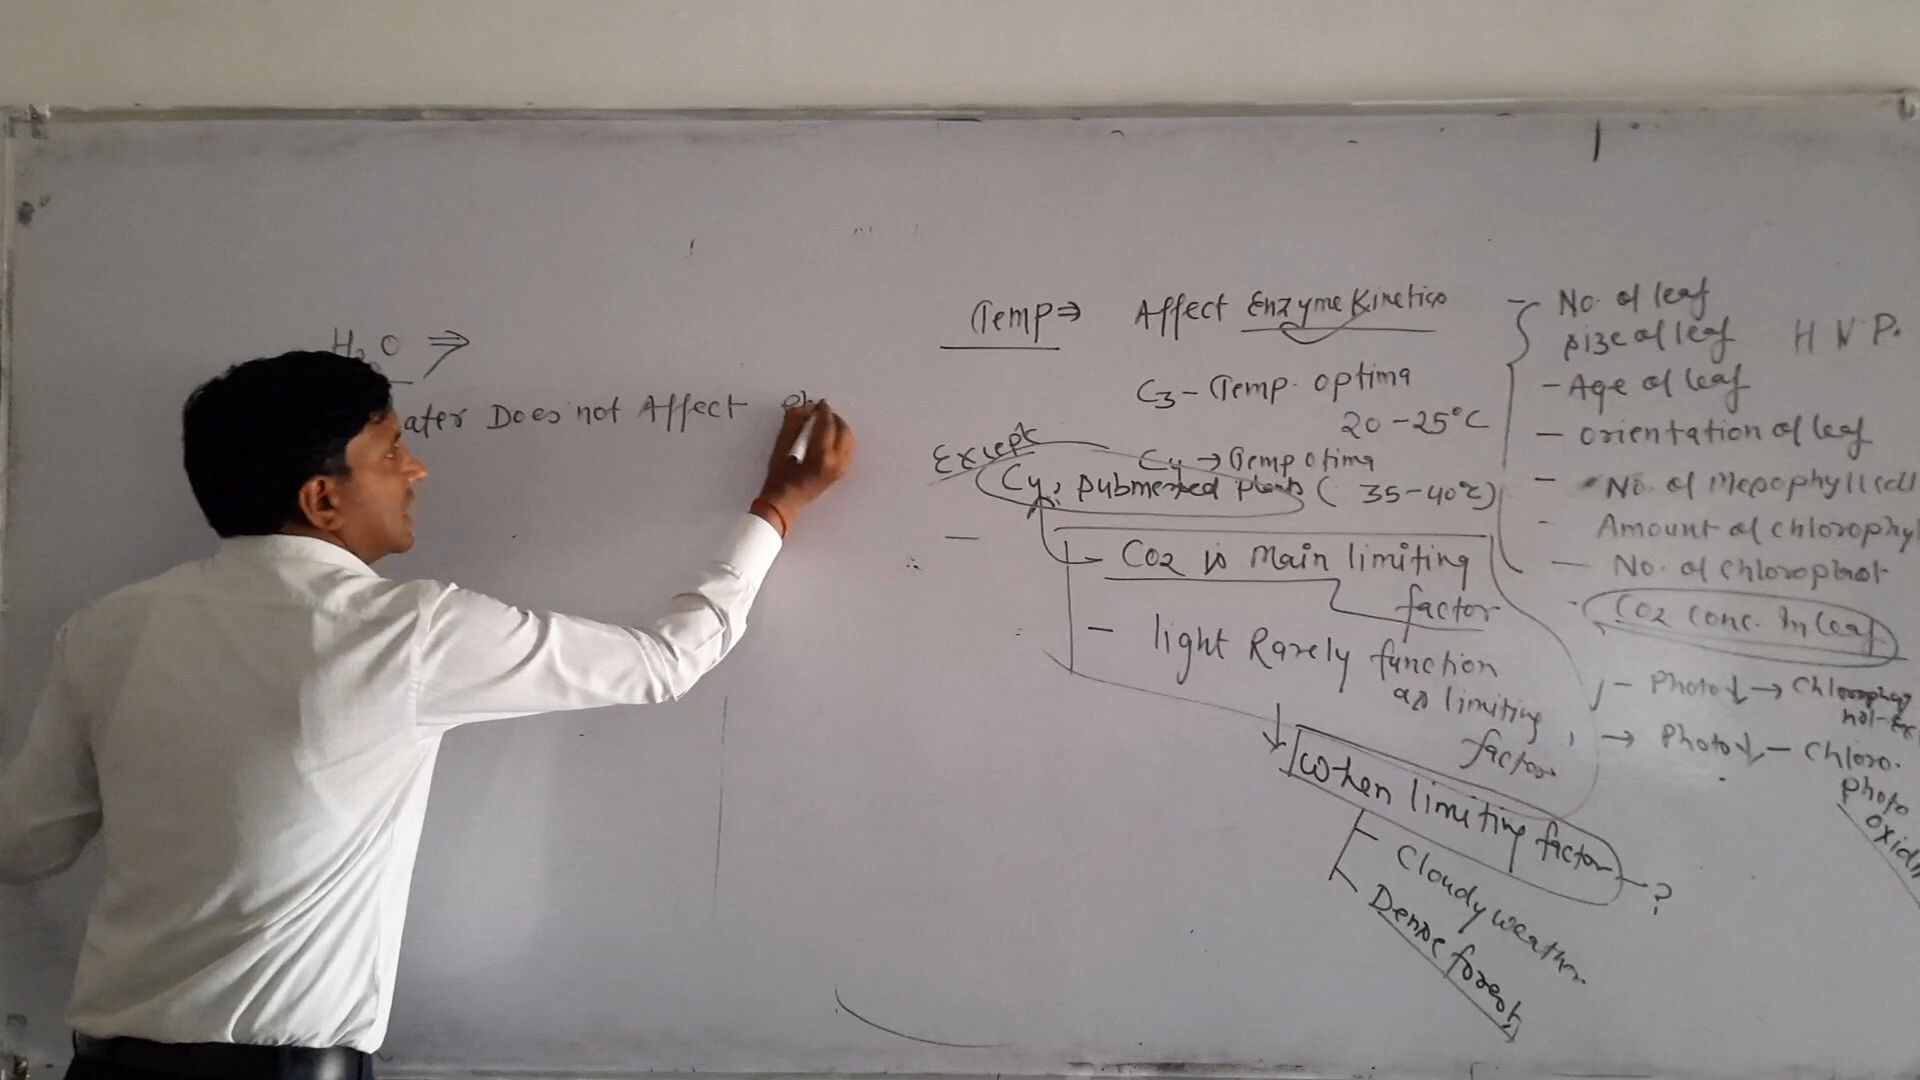 H2O ⇒
ater Does not Affect Ph
Temp ⇒ Affect Enzyme Kinetics
C3 - Temp. optima
20-25°C
Except
C4 → Temp otima
C4, submerged plants ( 35-40°C)
- CO2 is Main limiting
factor
- light Rarely function
as limiting
factor
When limiting factor - ?
Cloudy weather
Dense forest
- No. of leaf
size of leaf
H N P.
- Age of leaf
- orientation of leaf
- No. of Mesophyll cell
- Amount of chlorophy
- No. of chloroplast
- CO2 conc. In leaf
- Photo↓ → Chlorophy
→ Photo↓ - Chloro.
Photo
oxid